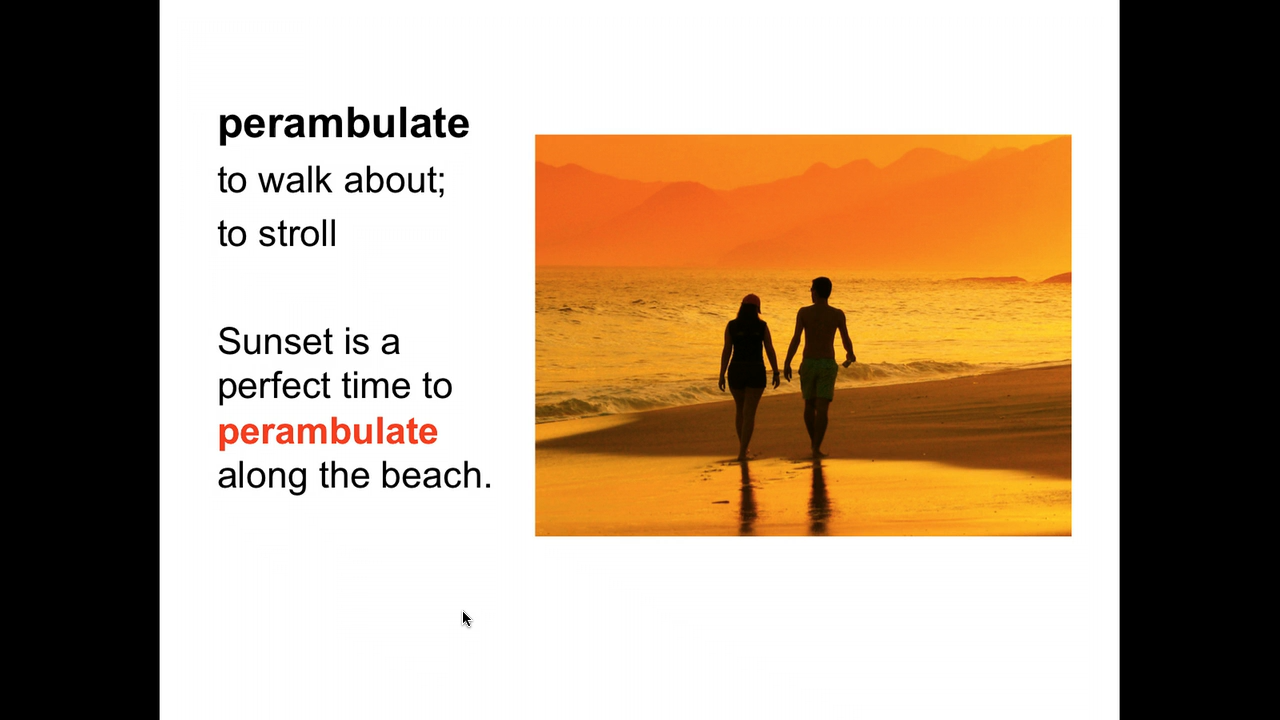 perambulate
to walk about;
to stroll
Sunset is a
perfect time to
perambulate
along the beach.